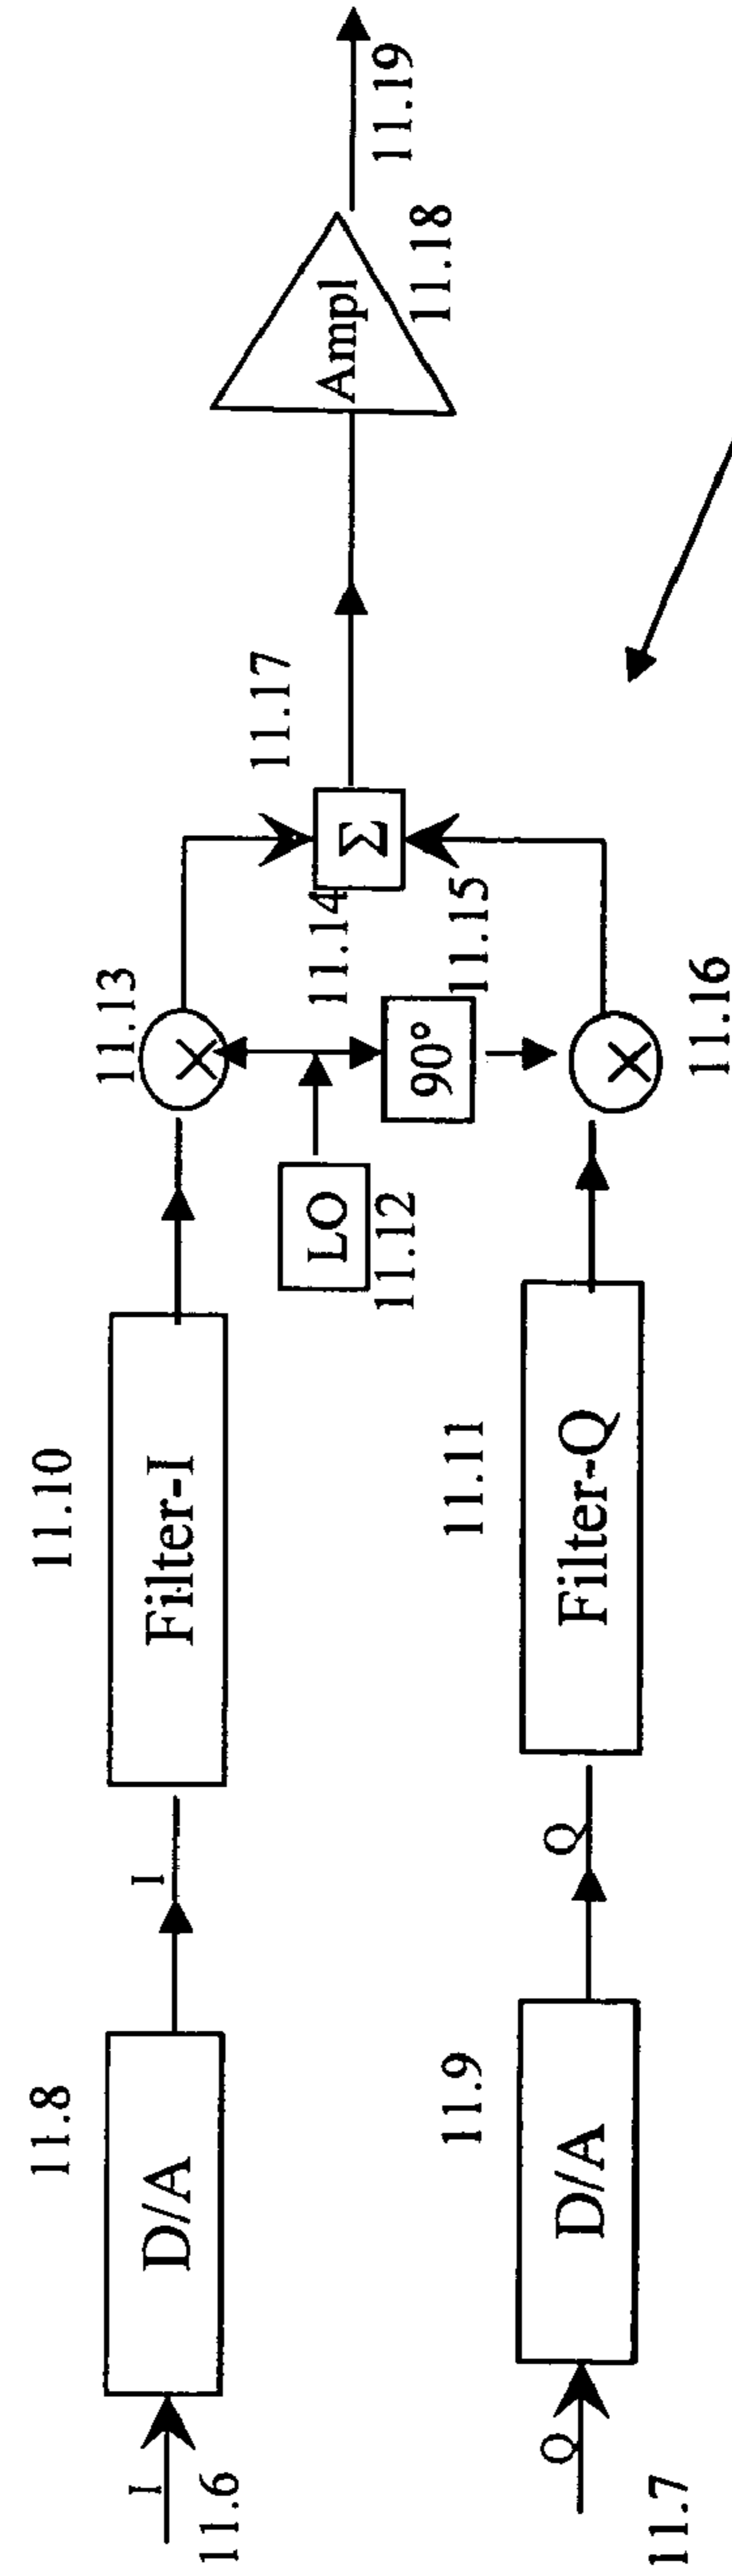 I
11.6
11.8
D/A
I
11.10
Filter-I
11.13
X
LO
11.12
11.14
90°
11.15
Σ
11.17
Ampl
11.18
11.19
Q
11.7
11.9
D/A
Q
11.11
Filter-Q
X
11.16